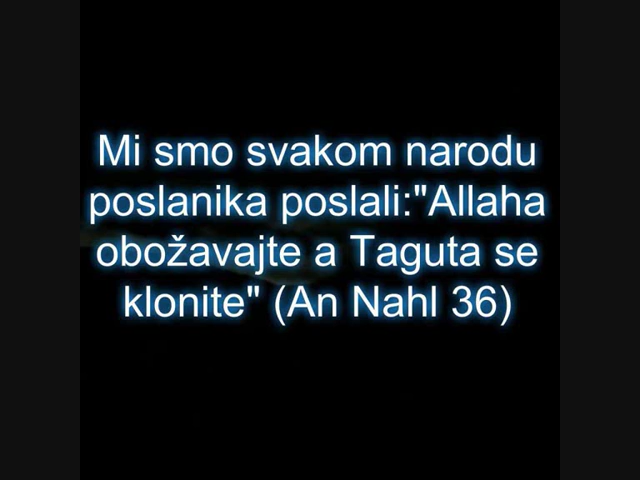 Mi smo svakom narodu
poslanika poslali:"Allaha
obožavajte a Taguta se
klonite" (An Nahl 36)